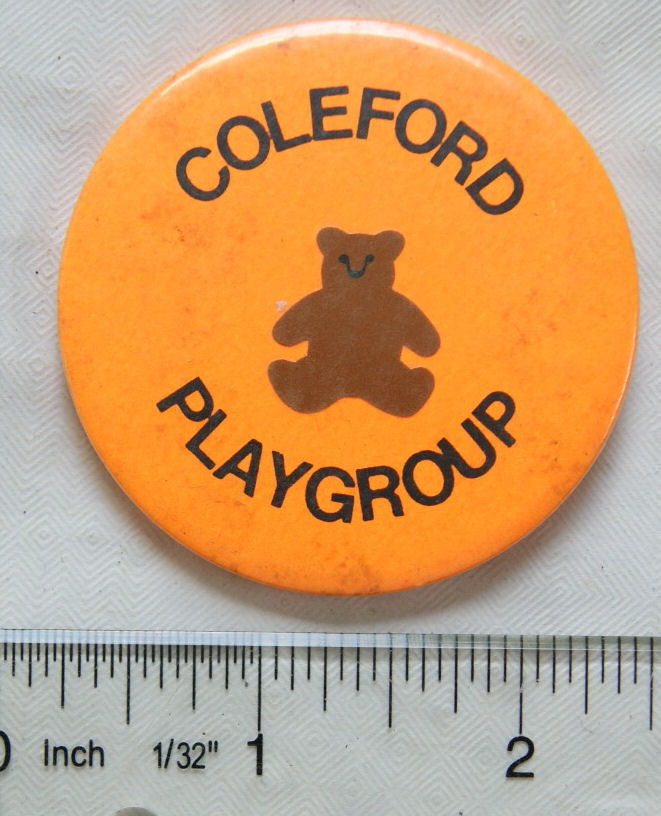 COLEFORD
PLAYGROUP
0 Inch 1/32" 1 2